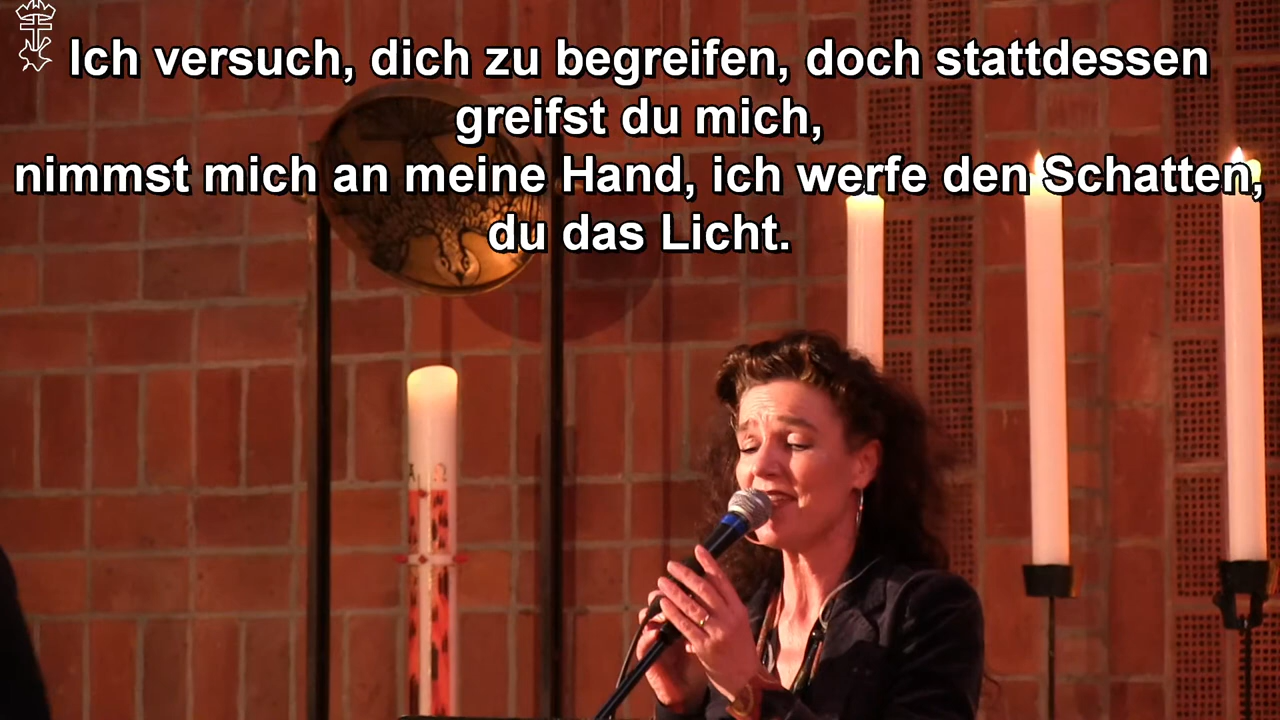 Ich versuch, dich zu begreifen, doch stattdessen
greifst du mich,
nimmst mich an meine Hand, ich werfe den Schatten,
du das Licht.
Α Ω